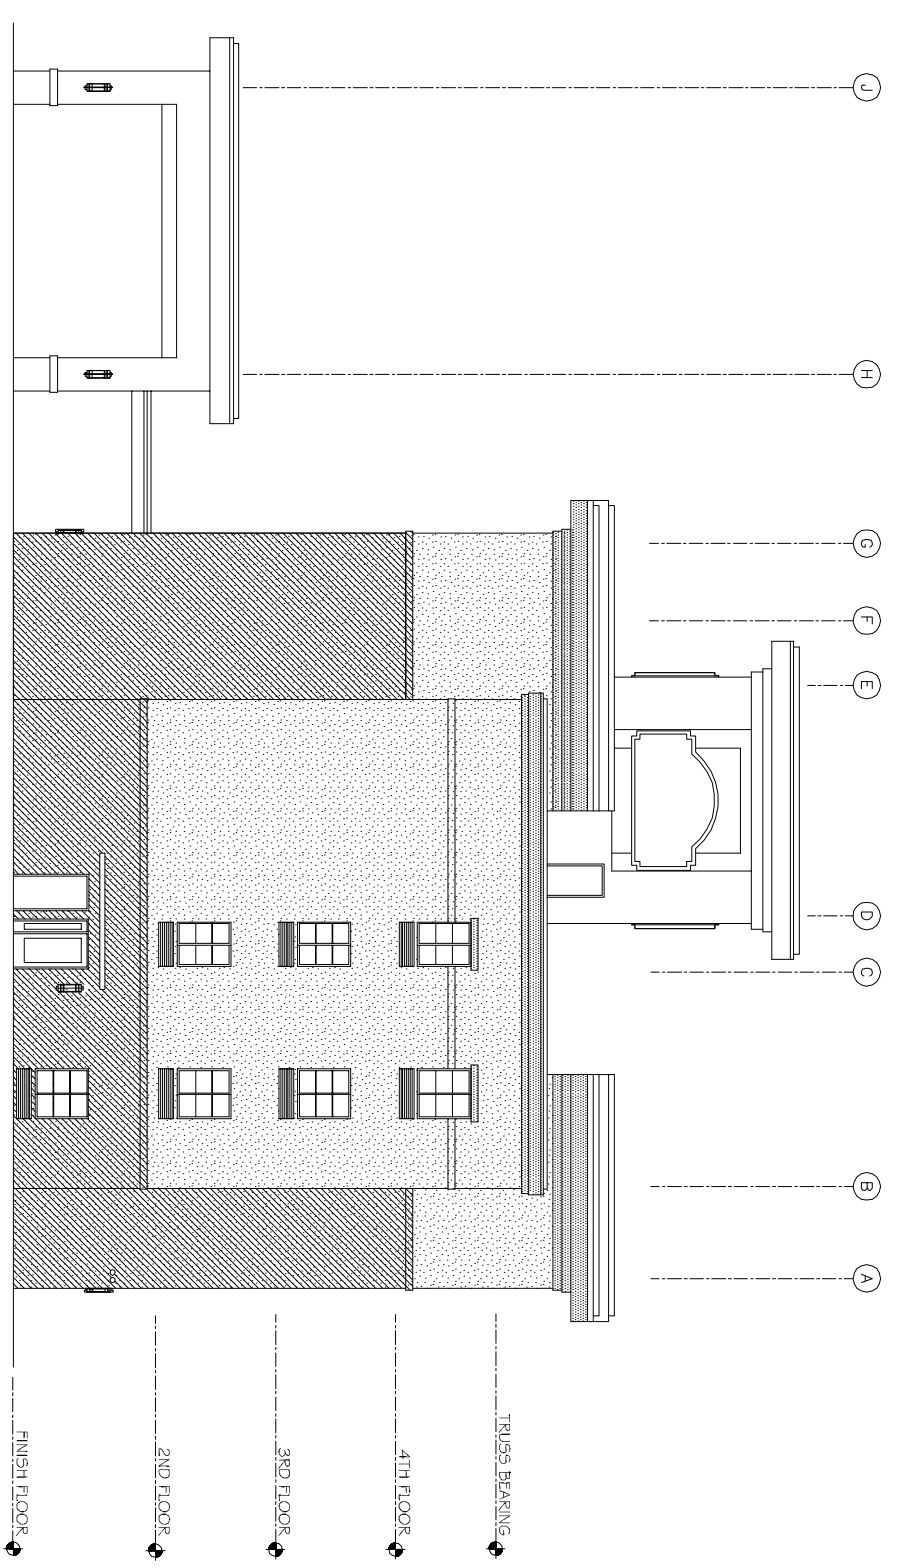 J
H
G
F
E
D
C
B
A
TRUSS BEARING
4TH FLOOR
3RD FLOOR
2ND FLOOR
FINISH FLOOR